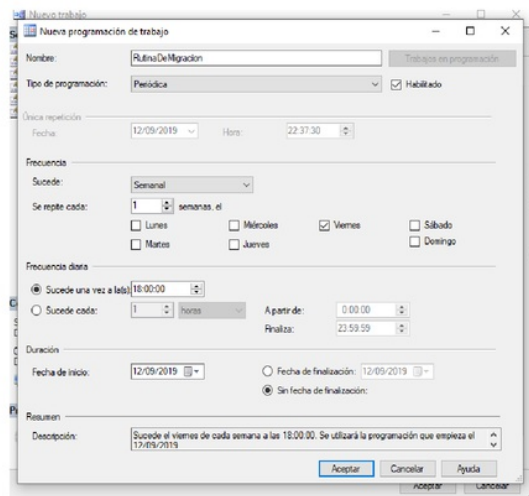 Nuevo trabajo
Nueva programación de trabajo
Nombre: RutinaDeMigracion Trabajos en programación
Tipo de programación: Periódica Habilitado
Única repetición
Fecha: 12/09/2019 Hora: 22:37:30
Frecuencia
Sucede: Semanal
Se repite cada: 1 semanas, el
Lunes Miércoles Viernes Sábado
Martes Jueves Domingo
Frecuencia diaria
Sucede una vez a la(s): 18:00:00
Sucede cada: 1 horas A partir de: 0:00:00
Finaliza: 23:59:59
Duración
Fecha de inicio: 12/09/2019 Fecha de finalización: 12/09/2019
Sin fecha de finalización:
Resumen
Descripción: Sucede el viernes de cada semana a las 18:00:00. Se utilizará la programación que empieza el
12/09/2019
Aceptar Cancelar Ayuda
Aceptar Cancelar